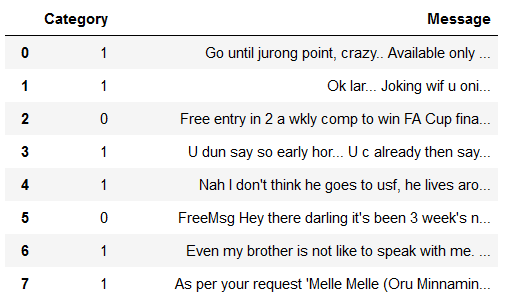 Category Message
0 1 Go until jurong point, crazy.. Available only ...
1 1 Ok lar... Joking wif u oni...
2 0 Free entry in 2 a wkly comp to win FA Cup fina...
3 1 U dun say so early hor... U c already then say...
4 1 Nah I don't think he goes to usf, he lives aro...
5 0 FreeMsg Hey there darling it's been 3 week's n...
6 1 Even my brother is not like to speak with me. ...
7 1 As per your request 'Melle Melle (Oru Minnamin...